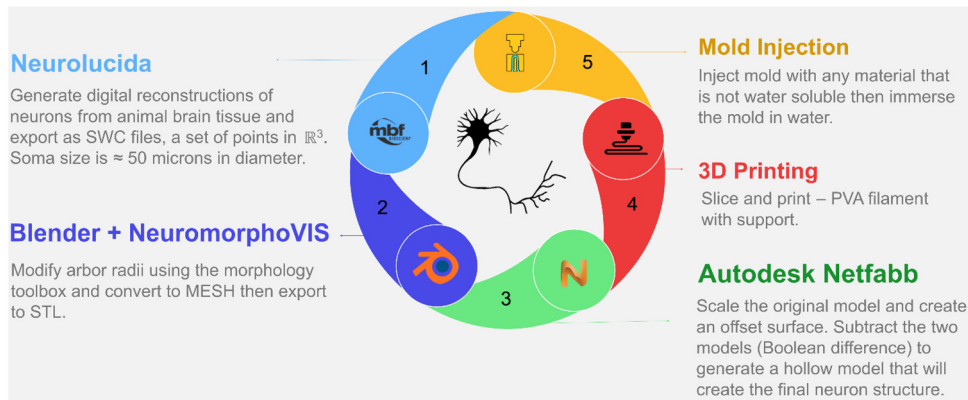 Neurolucida
Generate digital reconstructions of
neurons from animal brain tissue and
export as SWC files, a set of points in ℝ³.
Soma size is ≈ 50 microns in diameter.
Blender + NeuromorphoVIS
Modify arbor radii using the morphology
toolbox and convert to MESH then export
to STL.
1
2
3
4
5
mbf
Mold Injection
Inject mold with any material that
is not water soluble then immerse
the mold in water.
3D Printing
Slice and print – PVA filament
with support.
Autodesk Netfabb
Scale the original model and create
an offset surface. Subtract the two
models (Boolean difference) to
generate a hollow model that will
create the final neuron structure.